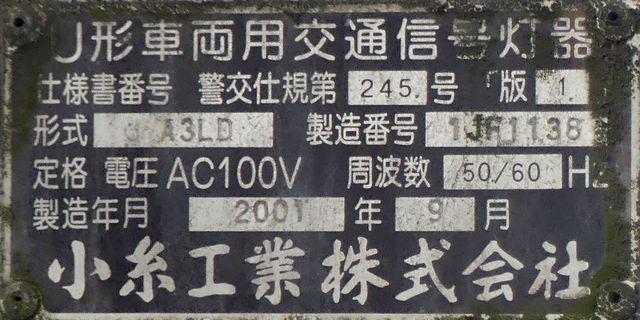 U形車両用交通信号灯器
仕様書番号 警交仕規第 245 号 版 1
形式 A3LD 製造番号 1JF1138
定格 電圧 AC100V 周波数 50/60 Hz
製造年月 2001 年 9 月
小糸工業株式会社